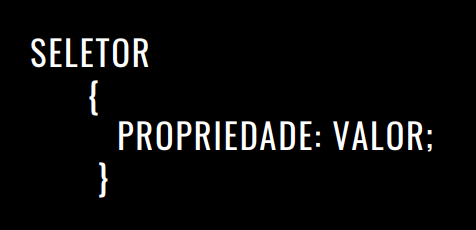 SELETOR
{
PROPRIEDADE: VALOR;
}